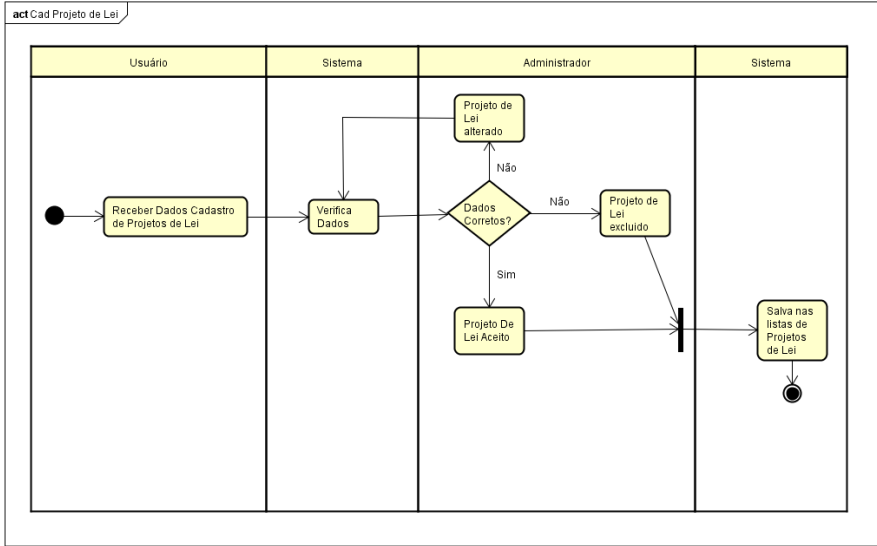 act Cad Projeto de Lei
Usuário
Sistema
Administrador
Sistema
Projeto de
Lei
alterado
Não
Receber Dados Cadastro
de Projetos de Lei
Verifica
Dados
Dados
Corretos?
Não
Projeto de
Lei
excluido
Sim
Projeto De
Lei Aceito
Salva nas
listas de
Projetos
de Lei